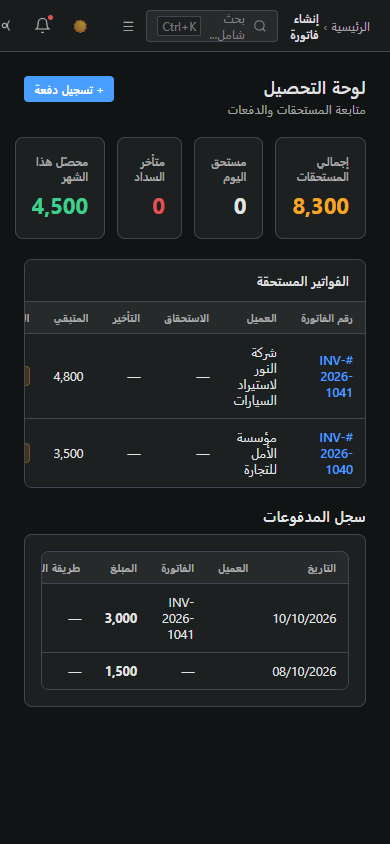 الرئيسية › إنشاء فاتورة
بحث شامل... Ctrl+K
لوحة التحصيل
+ تسجيل دفعة
متابعة المستحقات والدفعات
إجمالي المستحقات
8,300
مستحق اليوم
0
متأخر السداد
0
محصّل هذا الشهر
4,500
الفواتير المستحقة
رقم الفاتورة العميل الاستحقاق التأخير المتبقي
#INV-2026-1041 شركة النور لاستيراد السيارات — — 4,800
#INV-2026-1040 مؤسسة الأمل للتجارة — — 3,500
سجل المدفوعات
التاريخ العميل الفاتورة المبلغ طريقة
10/10/2026 INV-2026-1041 3,000 —
08/10/2026 — 1,500 —